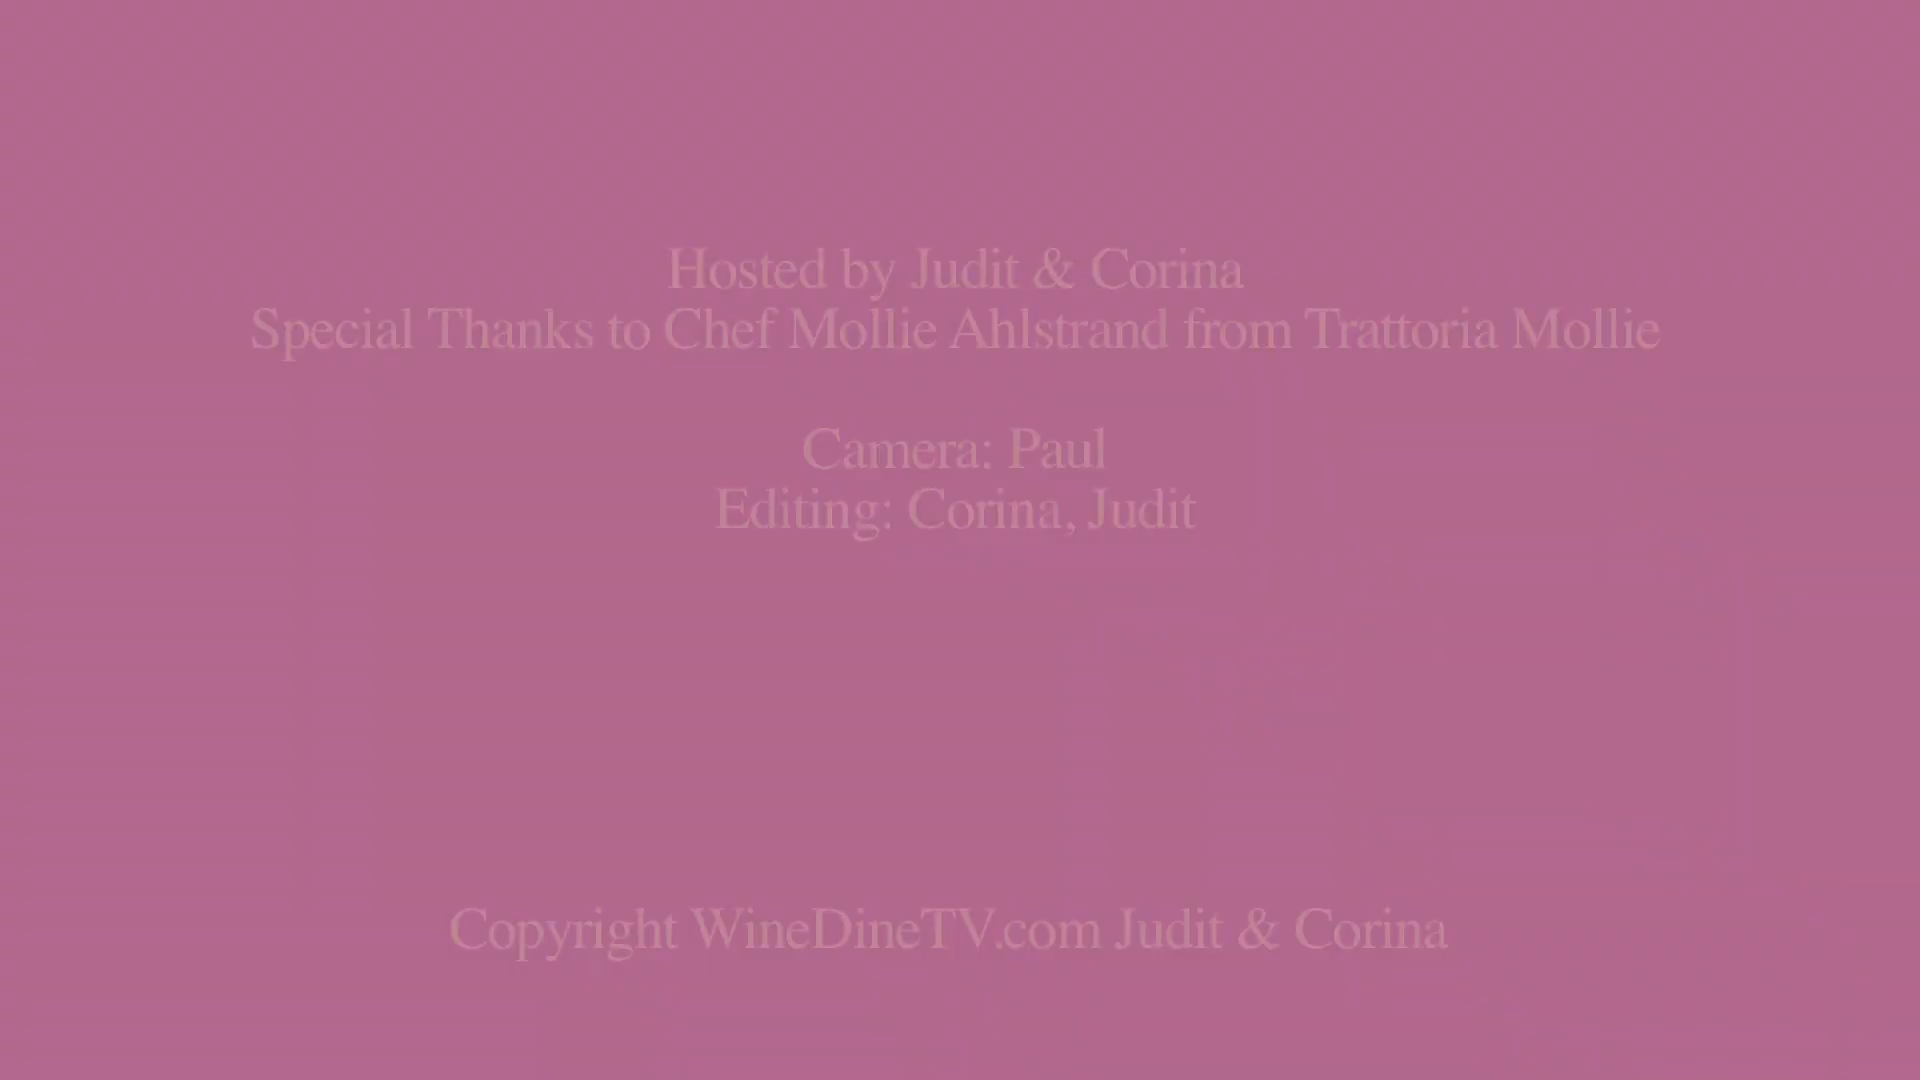 Hosted by Judit & Corina
Special Thanks to Chef Mollie Ahlstrand from Trattoria Mollie
Camera: Paul
Editing: Corina, Judit
Copyright WineDineTV.com Judit & Corina